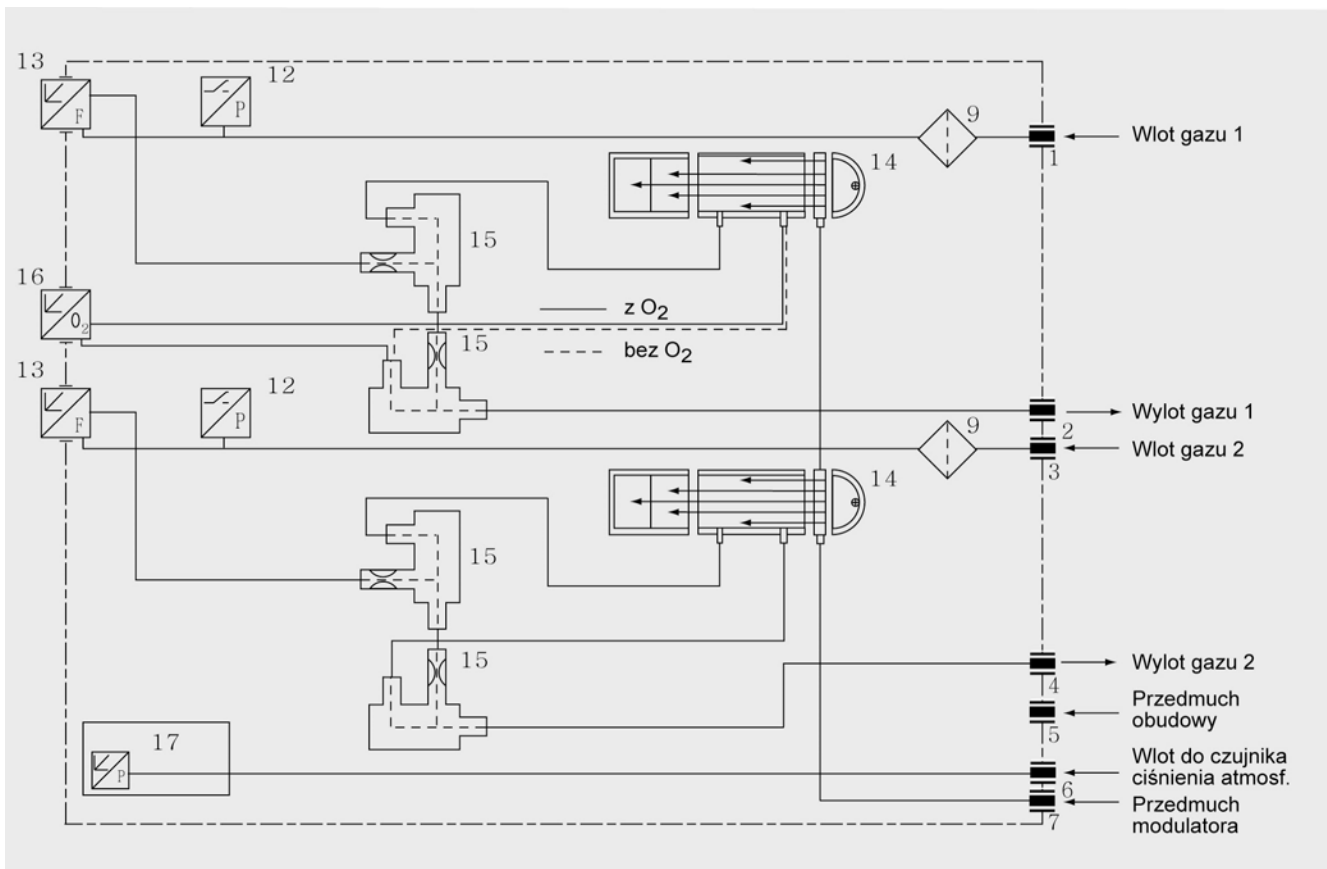 13
12
F
P
9
Wlot gazu 1
1
14
15
16
O2
z O2
bez O2
15
13
12
F
P
9
Wylot gazu 1
2
Wlot gazu 2
3
14
15
15
Wylot gazu 2
4
Przedmuch
obudowy
5
17
P
Wlot do czujnika
ciśnienia atmosf.
6
Przedmuch
modulatora
7